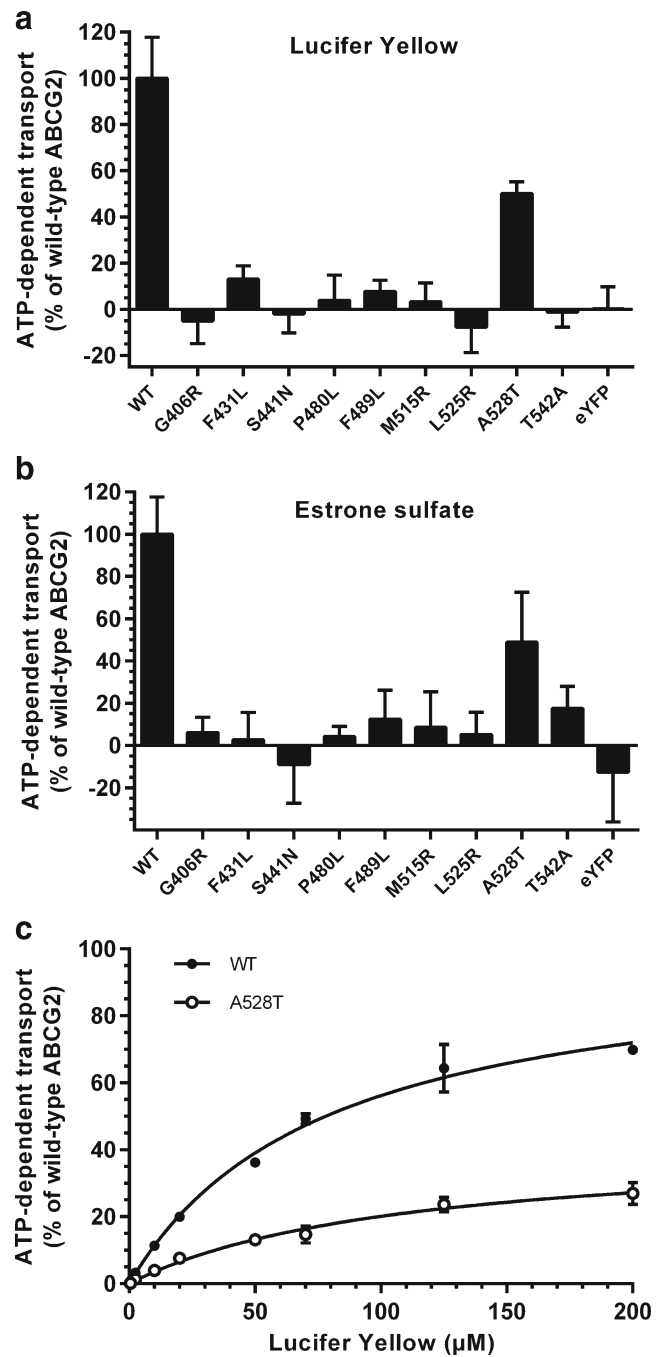 a
Lucifer Yellow
ATP-dependent transport
(% of wild-type ABCG2)
120
100
80
60
40
20
0
-20
WT
G406R
F431L
S441N
P480L
F489L
M515R
L525R
A528T
T542A
eYFP
b
Estrone sulfate
ATP-dependent transport
(% of wild-type ABCG2)
120
100
80
60
40
20
0
-20
WT
G406R
F431L
S441N
P480L
F489L
M515R
L525R
A528T
T542A
eYFP
c
WT
A528T
ATP-dependent transport
(% of wild-type ABCG2)
100
80
60
40
20
0
0 50 100 150 200
Lucifer Yellow (µM)